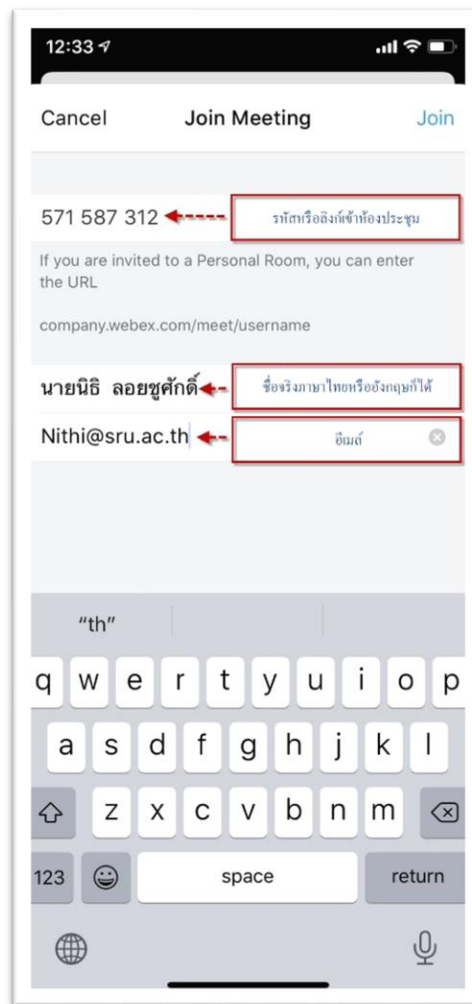 12:33
Cancel Join Meeting Join
571 587 312 รหัสหรือลิงก์เข้าห้องประชุม
If you are invited to a Personal Room, you can enter
the URL
company.webex.com/meet/username
นายนิธิ ลอยชูศักดิ์ ชื่อจริงภาษาไทยหรืออังกฤษก็ได้
Nithi@sru.ac.th อีเมล์
“th”
q w e r t y u i o p
a s d f g h j k l
z x c v b n m
123 space return